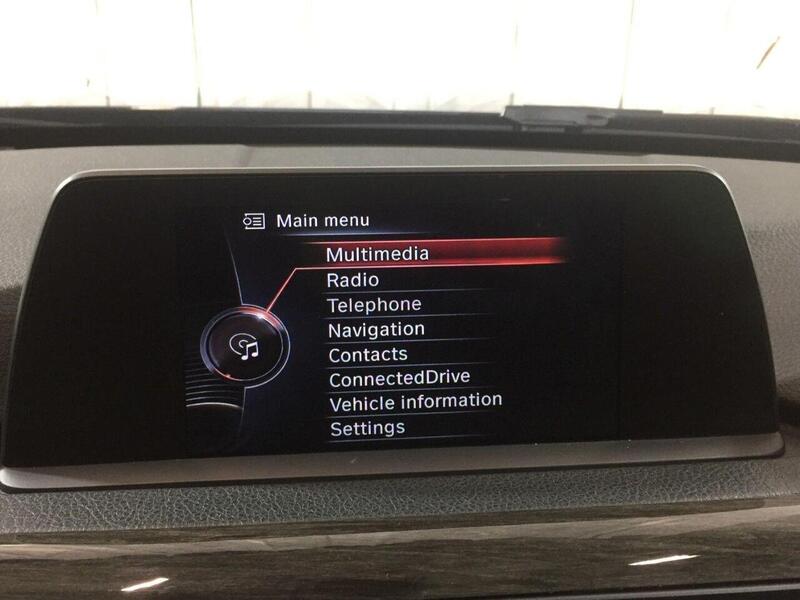 Main menu
Multimedia
Radio
Telephone
Navigation
Contacts
ConnectedDrive
Vehicle information
Settings